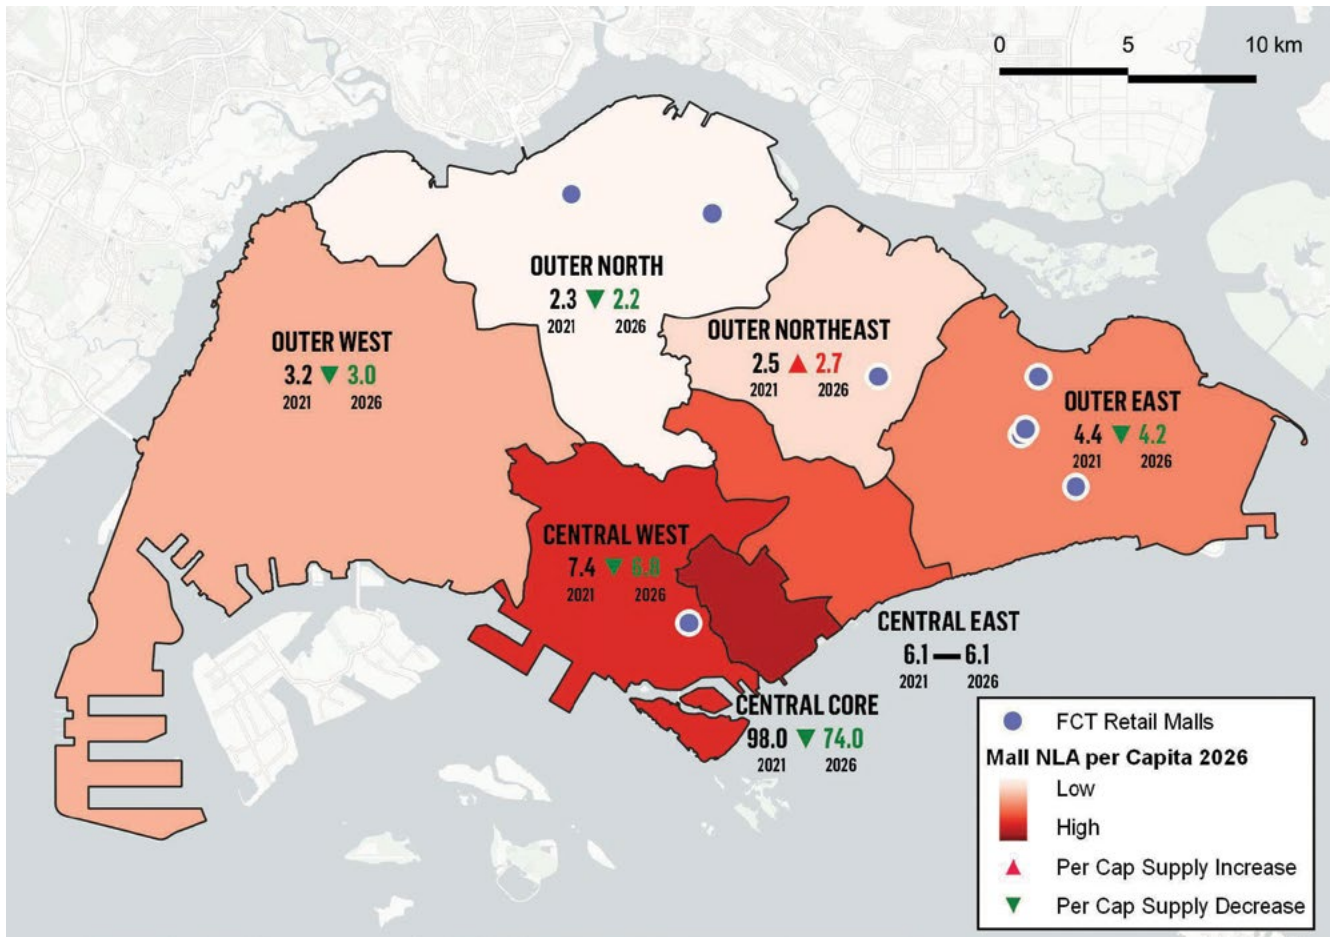 0 5 10 km
OUTER NORTH
2.3 ▼ 2.2
2021 2026
OUTER NORTHEAST
2.5 ▲ 2.7
2021 2026
OUTER WEST
3.2 ▼ 3.0
2021 2026
OUTER EAST
4.4 ▼ 4.2
2021 2026
CENTRAL WEST
7.4 ▼
2021 2026
CENTRAL EAST
6.1 — 6.1
2021 2026
CENTRAL CORE
98.0 ▼ 74.0
2021 2026
FCT Retail Malls
Mall NLA per Capita 2026
Low
High
▲ Per Cap Supply Increase
▼ Per Cap Supply Decrease